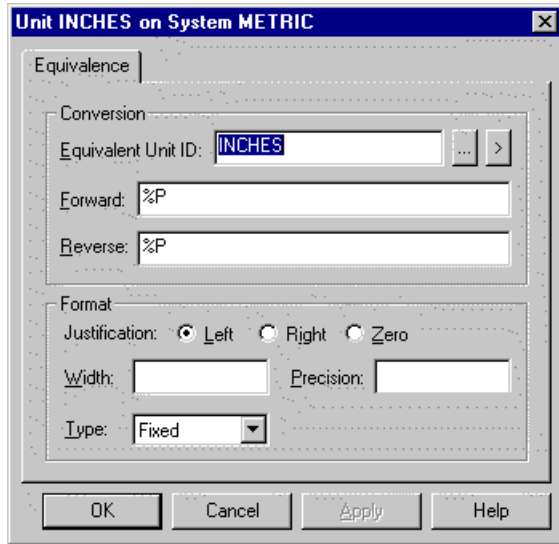 Unit INCHES on System METRIC
Equivalence
Conversion
Equivalent Unit ID: INCHES ... >
Forward: %P
Reverse: %P
Format
Justification: Left Right Zero
Width: Precision:
Type: Fixed
OK Cancel Apply Help